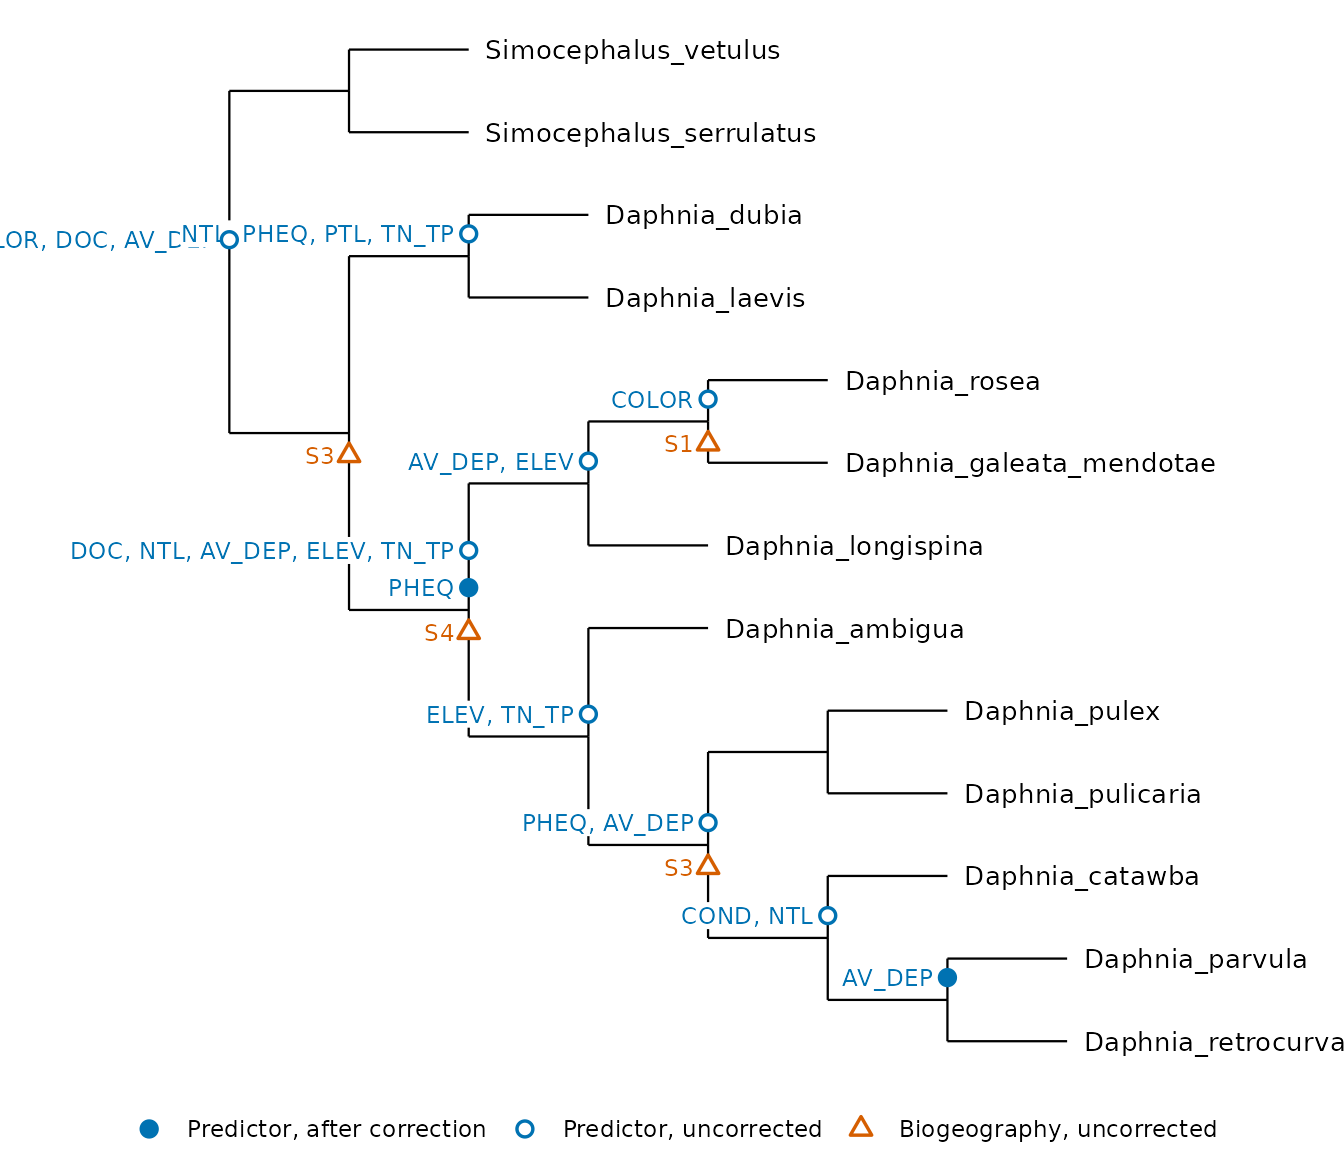 Simocephalus_vetulus
Simocephalus_serrulatus
Daphnia_dubia
DOC, NTL, PHEQ, PTL, TN_TP
Daphnia_laevis
Daphnia_rosea
COLOR
S1
S3
AV_DEP, ELEV
Daphnia_galeata_mendotae
Daphnia_longispina
DOC, NTL, AV_DEP, ELEV, TN_TP
PHEQ
S4
Daphnia_ambigua
ELEV, TN_TP
Daphnia_pulex
Daphnia_pulicaria
PHEQ, AV_DEP
S3
Daphnia_catawba
COND, NTL
Daphnia_parvula
AV_DEP
Daphnia_retrocurva
Predictor, after correction
Predictor, uncorrected
Biogeography, uncorrected